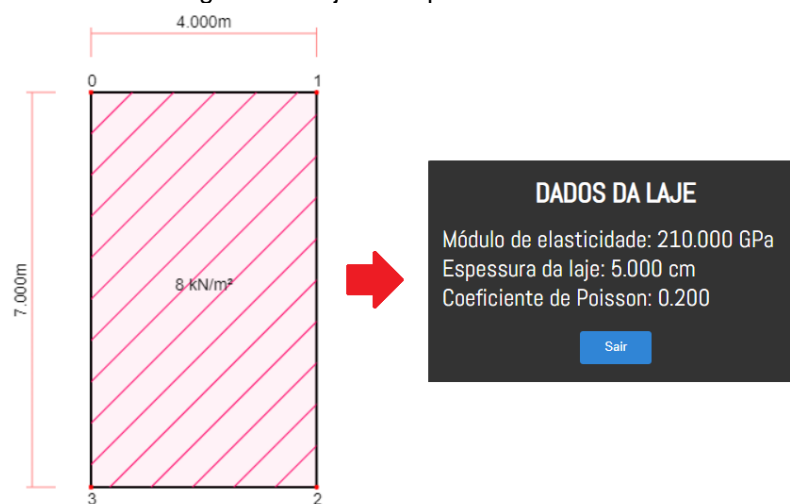 4.000m
0
1
7.000m
8 kN/m²
3
2
DADOS DA LAJE
Módulo de elasticidade: 210.000 GPa
Espessura da laje: 5.000 cm
Coeficiente de Poisson: 0.200
Sair